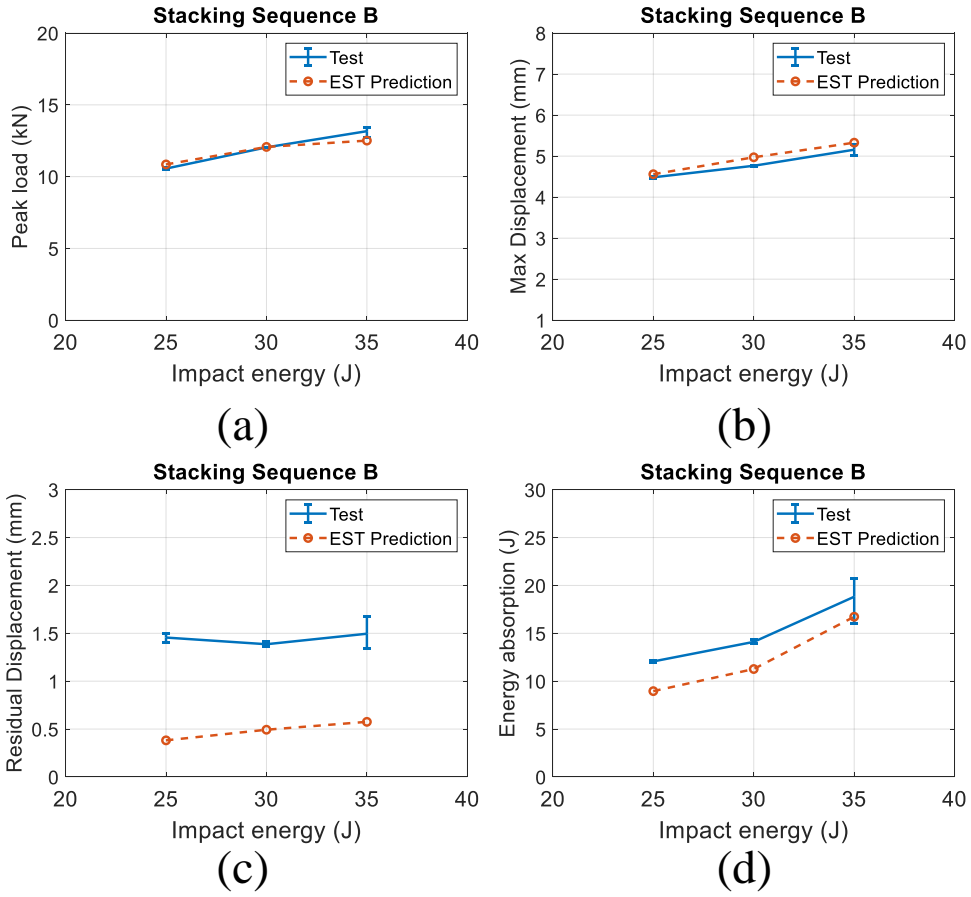 Stacking Sequence B
20
15
10
5
0
Peak load (kN)
Test
EST Prediction
20 25 30 35 40
Impact energy (J)
(a)
Stacking Sequence B
8
7
6
5
4
3
2
1
Max Displacement (mm)
Test
EST Prediction
20 25 30 35 40
Impact energy (J)
(b)
Stacking Sequence B
3
2.5
2
1.5
1
0.5
0
Residual Displacement (mm)
Test
EST Prediction
20 25 30 35 40
Impact energy (J)
(c)
Stacking Sequence B
30
25
20
15
10
5
0
Energy absorption (J)
Test
EST Prediction
20 25 30 35 40
Impact energy (J)
(d)